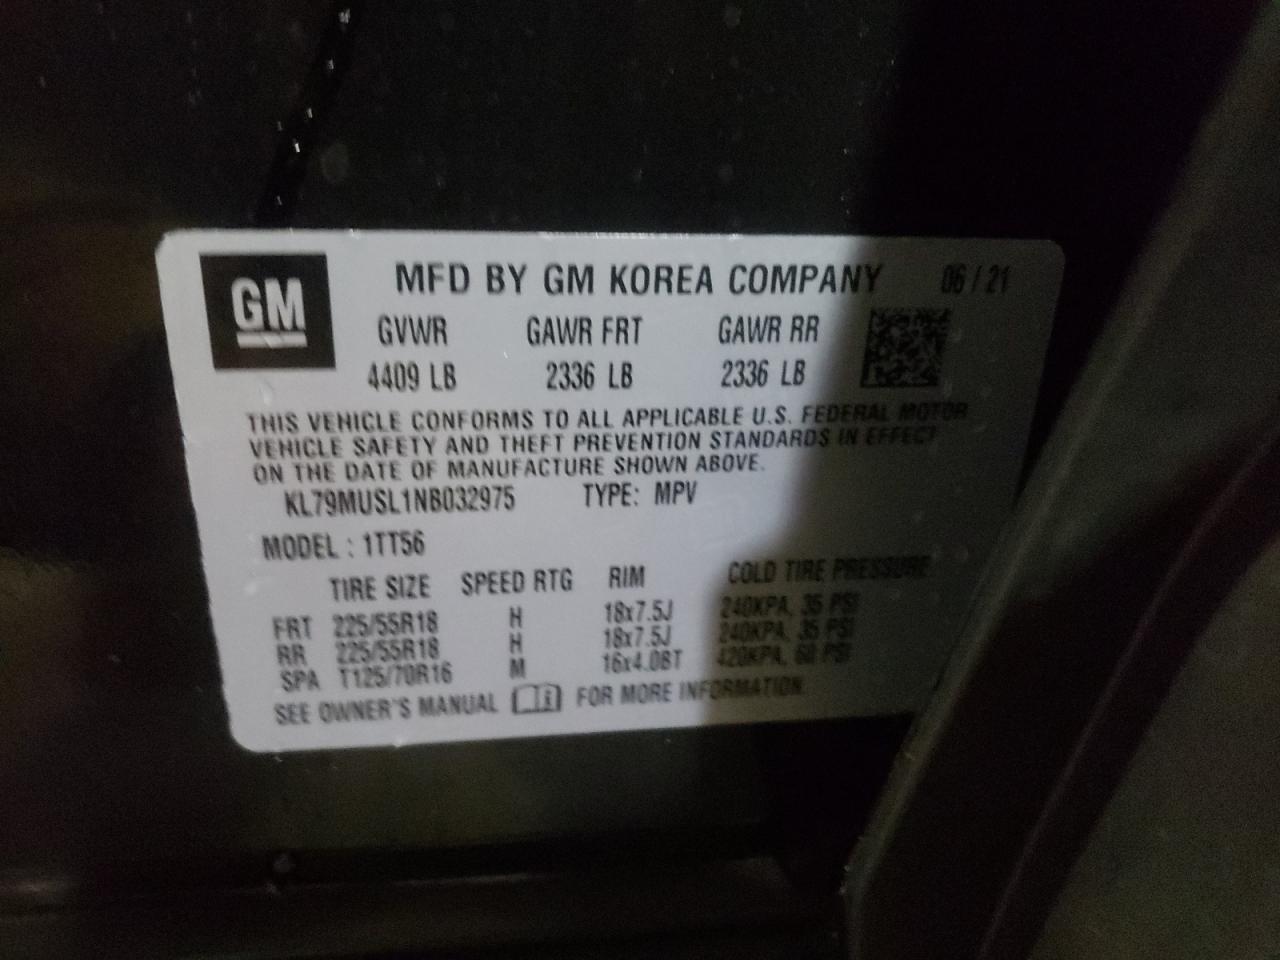 GM
MFD BY GM KOREA COMPANY 06 / 21
GVWR GAWR FRT GAWR RR
4409 LB 2336 LB 2336 LB
THIS VEHICLE CONFORMS TO ALL APPLICABLE U.S. FEDERAL MOTOR
VEHICLE SAFETY AND THEFT PREVENTION STANDARDS IN EFFECT
ON THE DATE OF MANUFACTURE SHOWN ABOVE.
KL79MUSL1NB032975 TYPE: MPV
MODEL : 1TT56
TIRE SIZE SPEED RTG RIM COLD TIRE PRESSURE
FRT 225/55R18 H 18x7.5J 240KPA, 35 PSI
RR 225/55R18 H 18x7.5J 240KPA, 35 PSI
SPA T125/70R16 M 16x4.0BT 420KPA, 60 PSI
SEE OWNER'S MANUAL FOR MORE INFORMATION